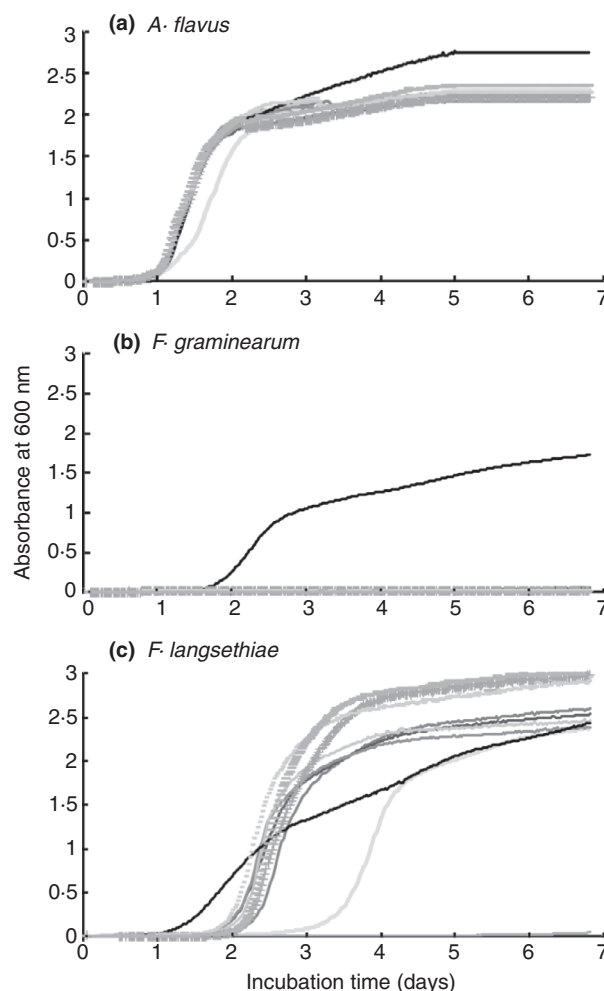 (a) A· flavus
3
2·5
2
1·5
1
0·5
0
0 1 2 3 4 5 6 7
(b) F· graminearum
3
2·5
2
1·5
1
0·5
0
0 1 2 3 4 5 6 7
Absorbance at 600 nm
(c) F· langsethiae
3
2·5
2
1·5
1
0·5
0
0 1 2 3 4 5 6 7
Incubation time (days)